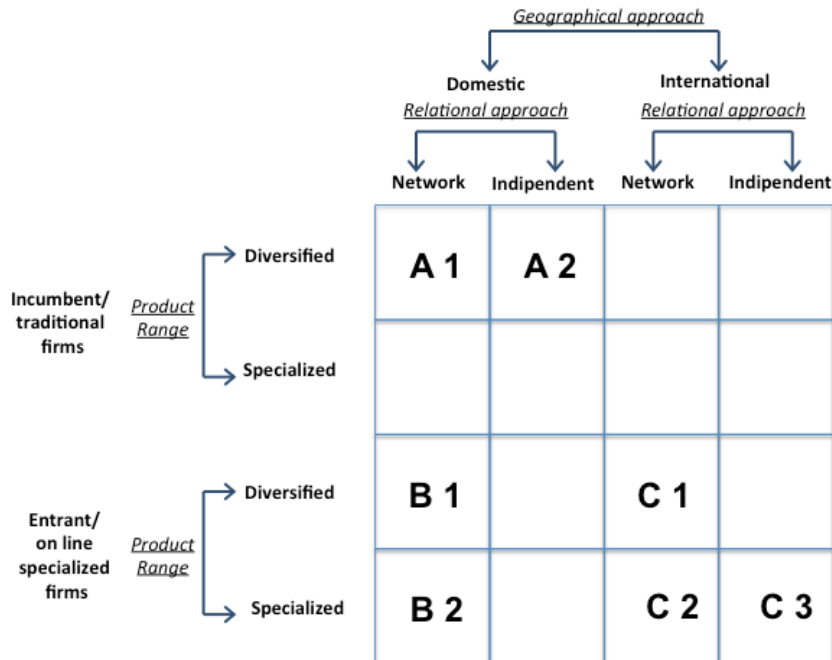 Geographical approach
Domestic International
Relational approach Relational approach
Network Indipendent Network Indipendent
Diversified A 1 A 2
Incumbent/
traditional
firms
Product
Range
Specialized
Diversified B 1 C 1
Entrant/
on line
specialized
firms
Product
Range
Specialized B 2 C 2 C 3